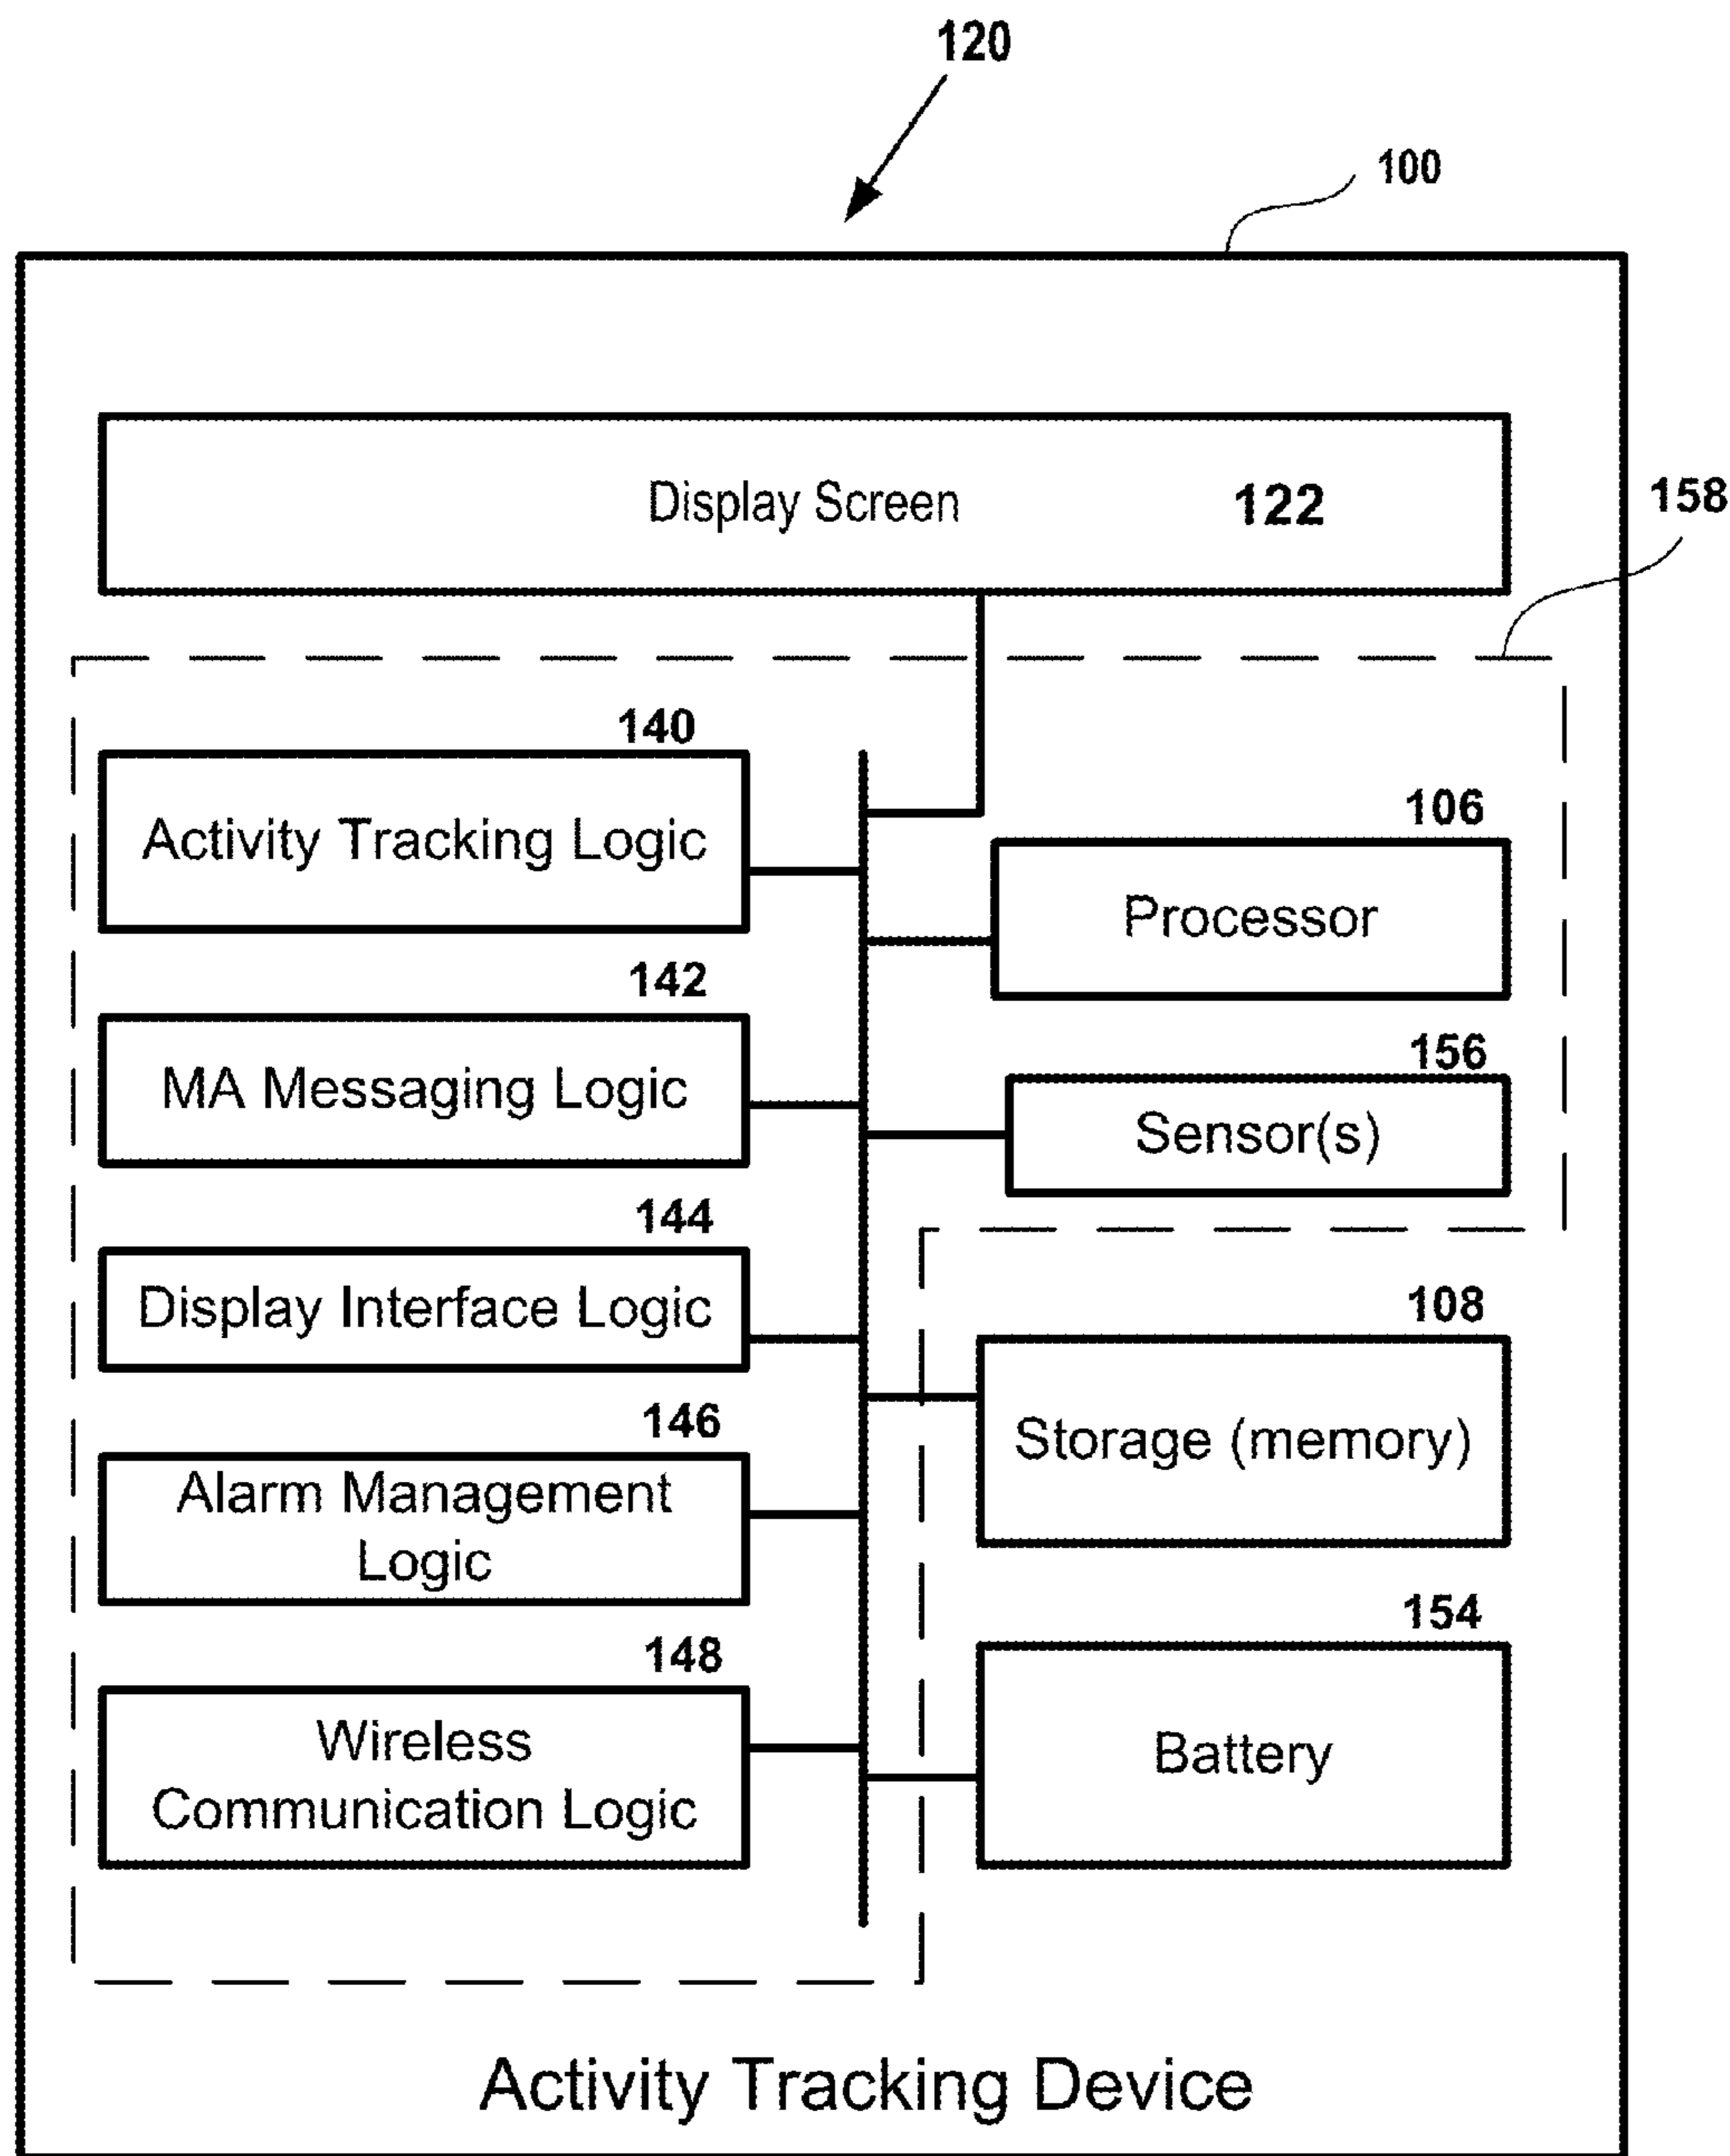 120
100
Display Screen 122
158
140
Activity Tracking Logic
106
Processor
142
MA Messaging Logic
156
Sensor(s)
144
Display Interface Logic
108
Storage (memory)
146
Alarm Management
Logic
154
Battery
148
Wireless
Communication Logic
Activity Tracking Device